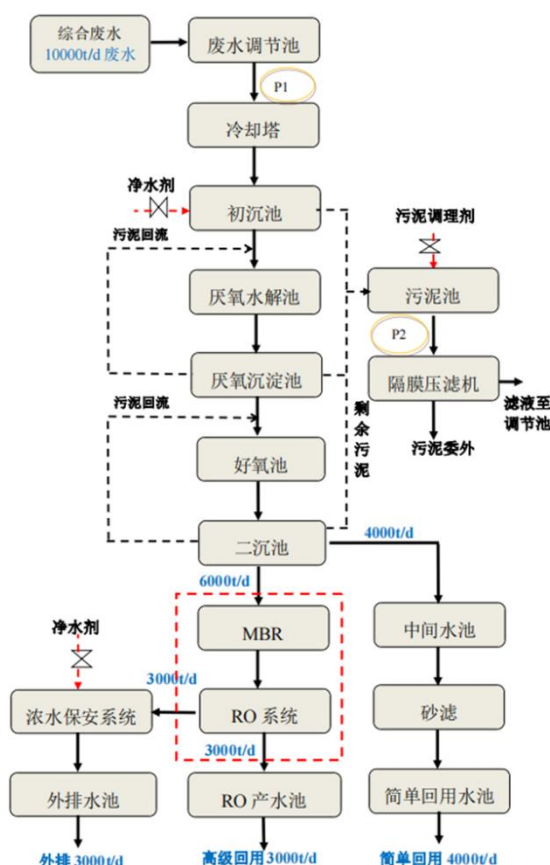 综合废水
10000t/d 废水
废水调节池
P1
冷却塔
净水剂
初沉池
污泥调理剂
污泥回流
厌氧水解池
污泥池
P2
厌氧沉淀池
隔膜压滤机
污泥回流
滤液至
调节池
剩余污泥
污泥委外
好氧池
二沉池
4000t/d
6000t/d
净水剂
MBR
中间水池
3000t/d
浓水保安系统
RO 系统
砂滤
3000t/d
外排水池
RO 产水池
简单回用水池
外排 3000t/d
高级回用 3000t/d
简单回用 4000t/d